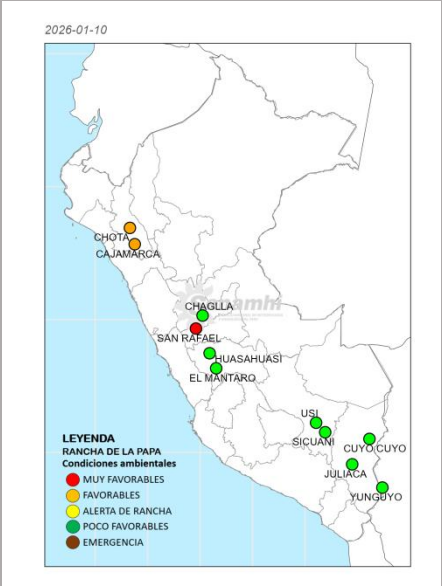 2026-01-10
CHOTA
CAJAMARCA
CHAGLLA
SAN RAFAEL
HUASAHUASI
EL MANTARO
USI
SICUANI
CUYO CUYO
JULIACA
YUNGUYO
LEYENDA
RANCHA DE LA PAPA
Condiciones ambientales
MUY FAVORABLES
FAVORABLES
ALERTA DE RANCHA
POCO FAVORABLES
EMERGENCIA